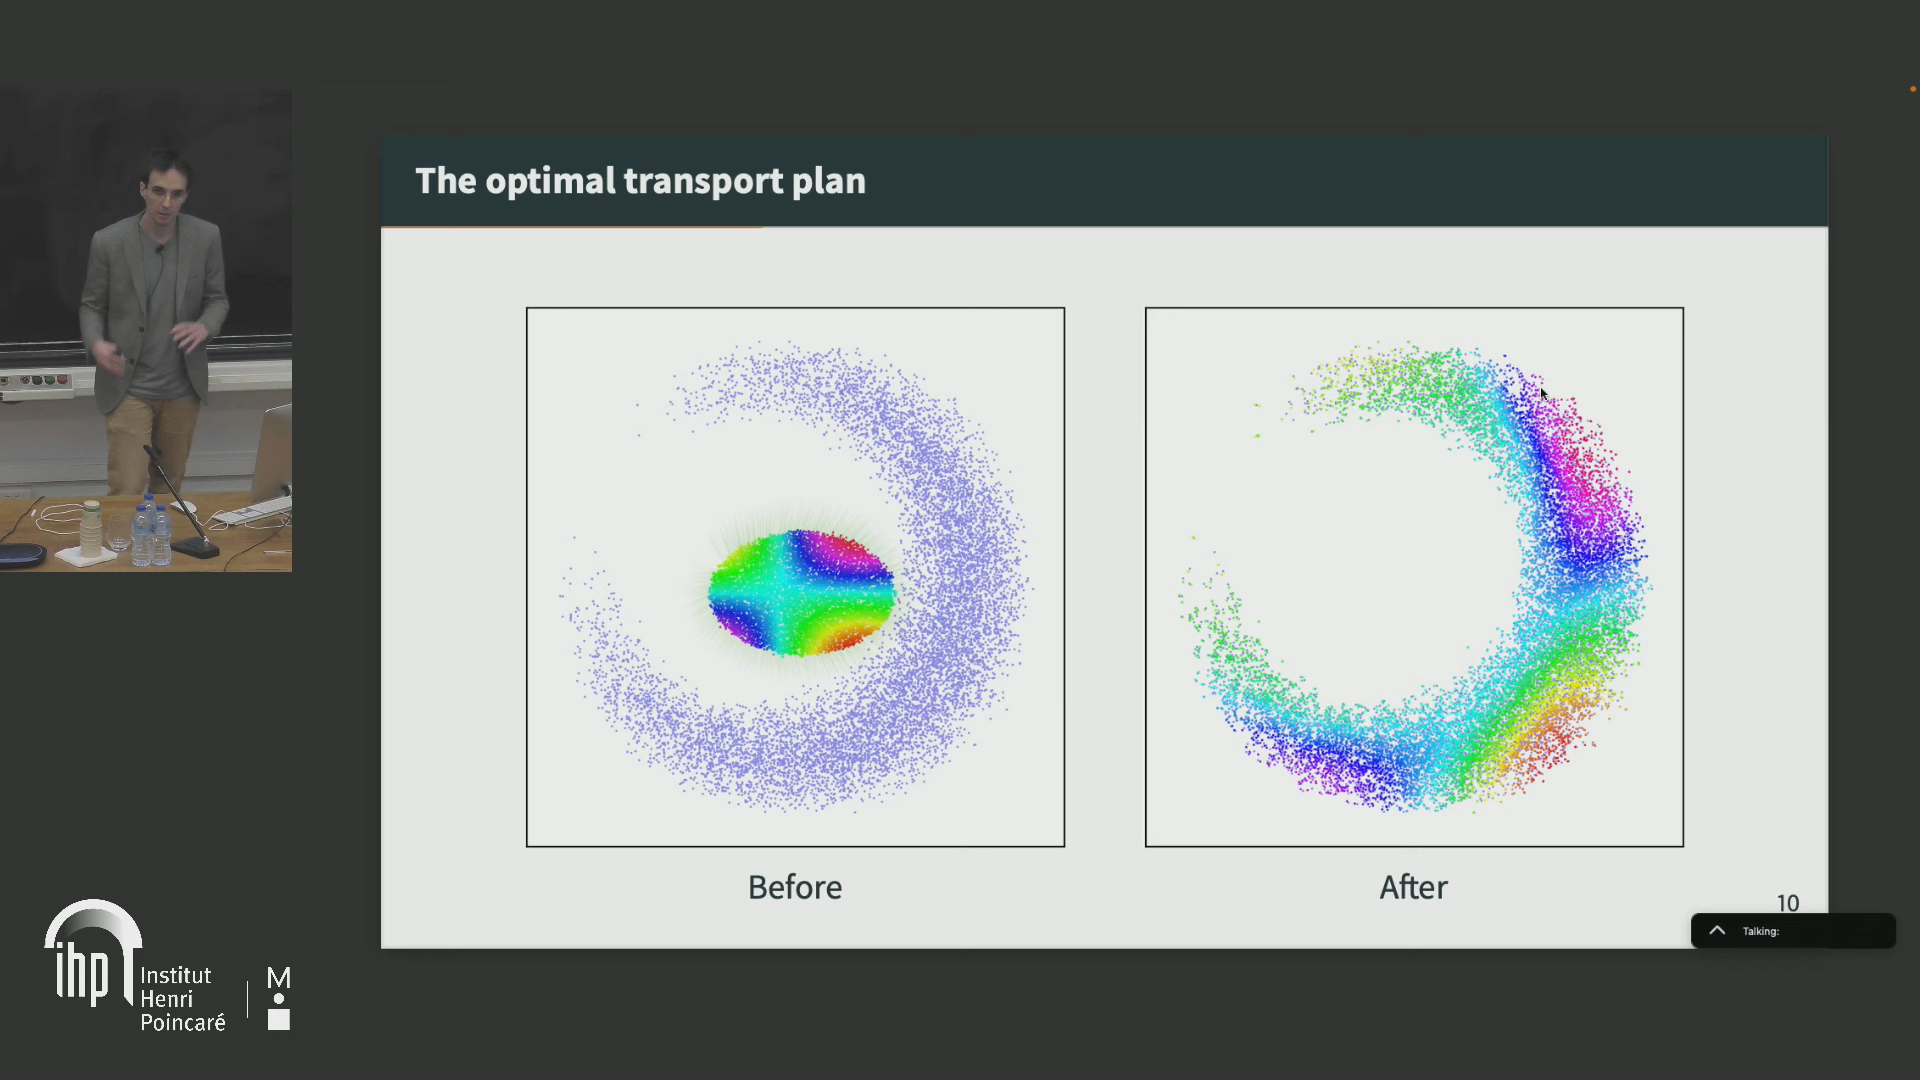 The optimal transport plan
Before
After
10
Talking:
ihp
Institut
Henri
Poincaré
M